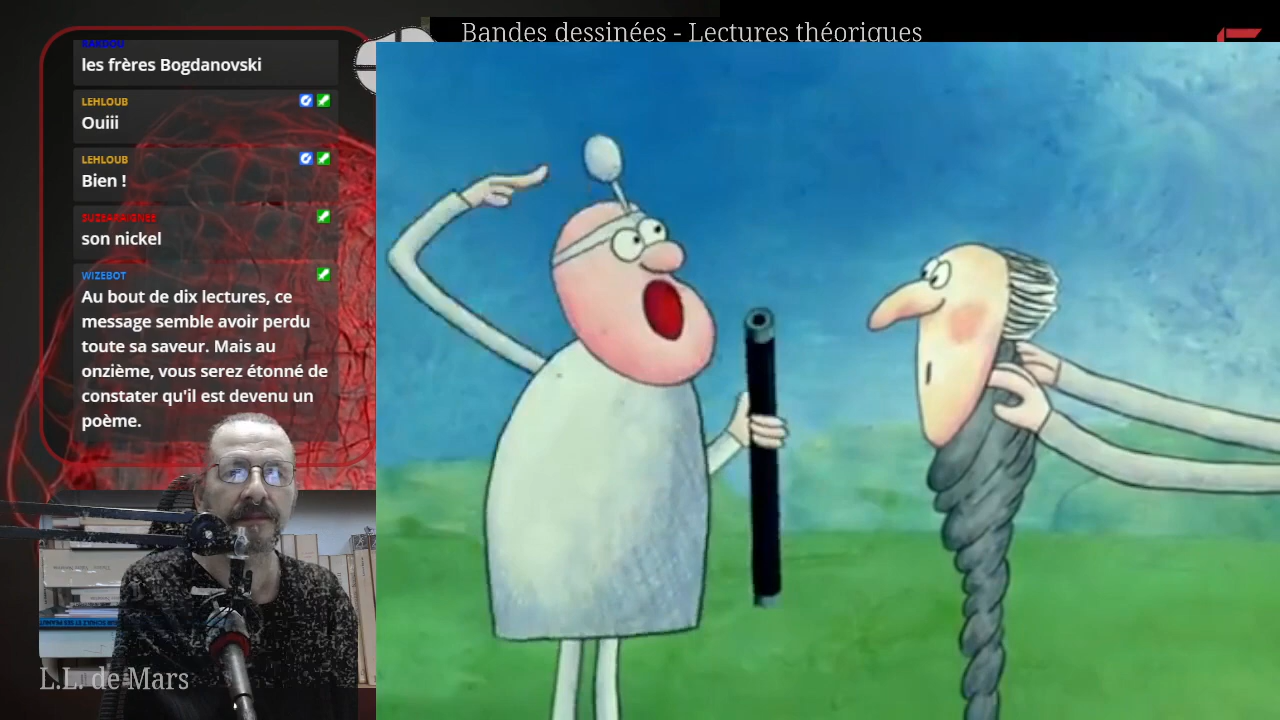 Bandes dessinées - Lectures théoriques
BARDOU
les frères Bogdanovski
LEHLOUB
Ouiii
LEHLOUB
Bien !
SUZEARAIGNEE
son nickel
WIZEBOT
Au bout de dix lectures, ce
message semble avoir perdu
toute sa saveur. Mais au
onzième, vous serez étonné de
constater qu'il est devenu un
poème.
L.L. de Mars